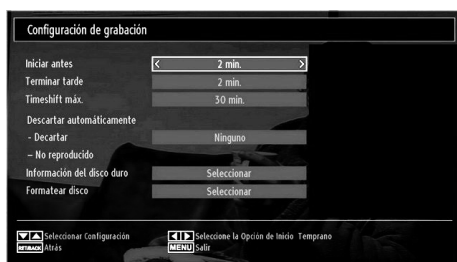 Configuración de grabación
Iniciar antes < 2 min. >
Terminar tarde 2 min.
Timeshift máx. 30 min.
Descartar automáticamente
- Decartar Ninguno
– No reproducido
Información del disco duro Seleccionar
Formatear disco Seleccionar
Seleccionar Configuración Seleccione la Opción de Inicio Temprano
RET/BACK Atrás MENU Salir